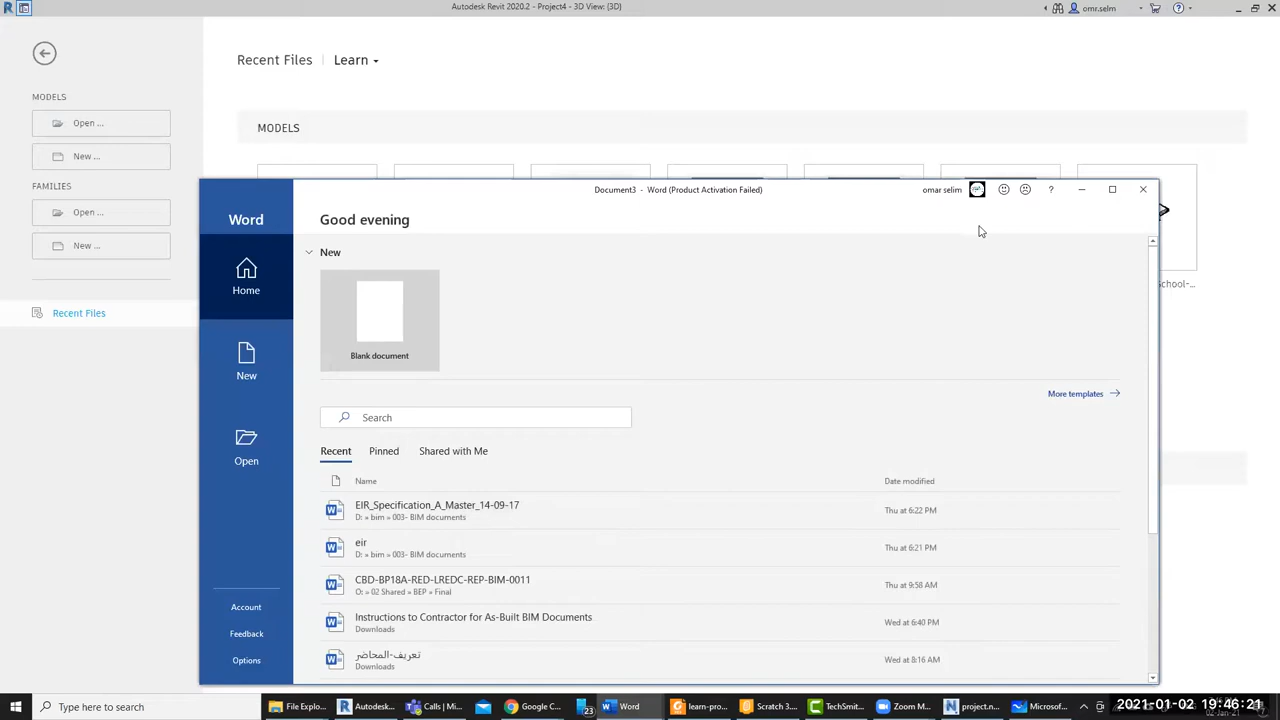 Autodesk Revit 2020.2 - Project4 - 3D View: {3D}
omr.selm
Recent Files
Learn
MODELS
Open ...
New ...
FAMILIES
Open ...
New ...
Recent Files
MODELS
School-...
Document3 - Word (Product Activation Failed)
omar selim
?
Word
Home
New
Open
Account
Feedback
Options
Good evening
New
Blank document
More templates
Search
Recent Pinned Shared with Me
Name Date modified
EIR_Specification_A_Master_14-09-17 Thu at 6:22 PM
D: » bim » 003- BIM documents
eir Thu at 6:21 PM
D: » bim » 003- BIM documents
CBD-BP18A-RED-LREDC-REP-BIM-0011 Thu at 9:58 AM
O: » 02 Shared » BEP » Final
Instructions to Contractor for As-Built BIM Documents Wed at 6:40 PM
Downloads
تعريف-المحاضر Wed at 8:16 AM
Downloads
Type here to search
File Explo...
Autodesk...
Calls | Mi...
Google C...
23
Word
learn-pro...
Scratch 3....
TechSmit...
Zoom M...
project.n...
Microsof...
2021-01-02 19:46:21